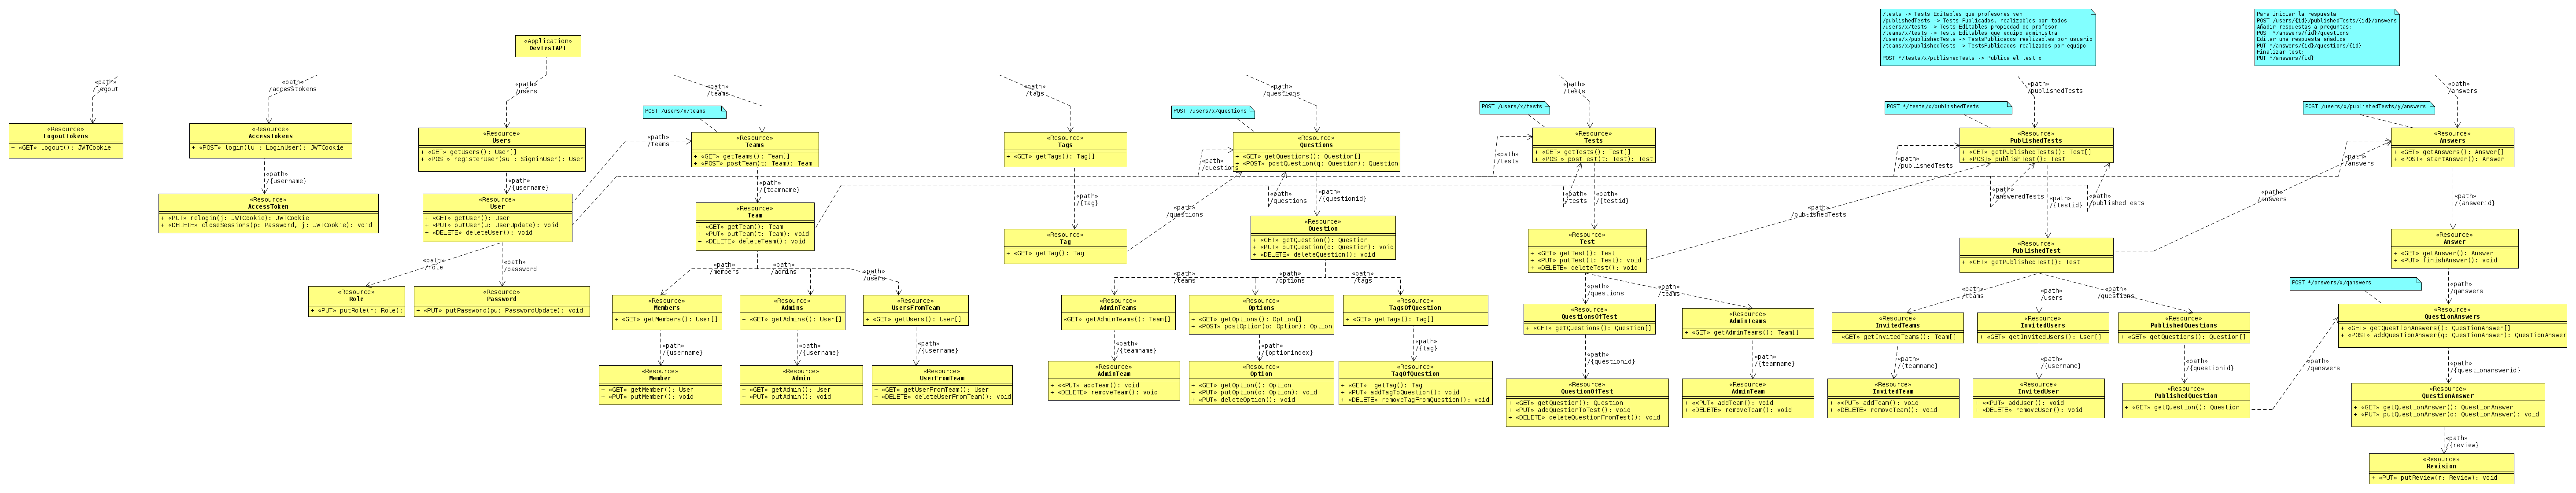 «Application»
DevTestAPI
/tests -> Tests Editables que profesores ven
/publishedTests -> Tests Publicados, realizables por todos
/users/x/tests -> Tests Editables propiedad de profesor
/teams/x/tests -> Tests Editables que equipo administra
/users/x/publishedTests -> TestsPublicados realizables por usuario
/teams/x/publishedTests -> TestsPublicados realizados por equipo
POST */tests/x/publishedTests -> Publica el test x
Para iniciar la respuesta:
POST /users/{id}/publishedTests/{id}/answers
Añadir respuestas a preguntas:
POST */answers/{id}/questions
Editar una respuesta añadida
PUT */answers/{id}/questions/{id}
Finalizar test:
PUT */answers/{id}
«path»
/logout
«path»
/accesstokens
«path»
/users
«path»
/teams
«path»
/tags
«path»
/questions
«path»
/tests
«path»
/publishedTests
«path»
/answers
POST /users/x/teams
POST /users/x/questions
POST /users/x/tests
POST */tests/x/publishedTests
POST /users/x/publishedTests/y/answers
«Resource»
LogoutTokens
+ «GET» logout(): JWTCookie
«Resource»
AccessTokens
+ «POST» login(lu : LoginUser): JWTCookie
«Resource»
Users
+ «GET» getUsers(): User[]
+ «POST» registerUser(su : SigninUser): User
«path»
/teams
«Resource»
Teams
+ «GET» getTeams(): Team[]
+ «POST» postTeam(t: Team): Team
«Resource»
Tags
+ «GET» getTags(): Tag[]
«path»
/questions
«Resource»
Questions
+ «GET» getQuestions(): Question[]
+ «POST» postQuestion(q: Question): Question
«path»
/tests
«Resource»
Tests
+ «GET» getTests(): Test[]
+ «POST» postTest(t: Test): Test
«path»
/publishedTests
«Resource»
PublishedTests
+ «GET» getPublishedTests(): Test[]
+ «POST» publishTest(): Test
«path»
/answers
«Resource»
Answers
+ «GET» getAnswers(): Answer[]
+ «POST» startAnswer(): Answer
«path»
/{username}
«path»
/{username}
«path»
/{teamname}
«path»
/{tag}
«path»
/questions
«path»
/questions
«path»
/{questionid}
«path»
/tests
«path»
/{testid}
«path»
/publishedTests
«path»
/answeredTests
«path»
/{testid}
«path»
/publishedTests
«path»
/answers
«path»
/{answerid}
«Resource»
AccessToken
+ «PUT» relogin(j: JWTCookie): JWTCookie
+ «DELETE» closeSessions(p: Password, j: JWTCookie): void
«Resource»
User
+ «GET» getUser(): User
+ «PUT» putUser(u: UserUpdate): void
+ «DELETE» deleteUser(): void
«Resource»
Team
+ «GET» getTeam(): Team
+ «PUT» putTeam(t: Team): void
+ «DELETE» deleteTeam(): void
«Resource»
Tag
+ «GET» getTag(): Tag
«Resource»
Question
+ «GET» getQuestion(): Question
+ «PUT» putQuestion(q: Question): void
+ «DELETE» deleteQuestion(): void
«Resource»
Test
+ «GET» getTest(): Test
+ «PUT» putTest(t: Test): void
+ «DELETE» deleteTest(): void
«Resource»
PublishedTest
+ «GET» getPublishedTest(): Test
«Resource»
Answer
+ «GET» getAnswer(): Answer
+ «PUT» finishAnswer(): void
«path»
/role
«path»
/password
«path»
/members
«path»
/admins
«path»
/users
«path»
/teams
«path»
/options
«path»
/tags
«path»
/questions
«path»
/teams
«path»
/teams
«path»
/users
«path»
/questions
POST */answers/x/qanswers
«path»
/qanswers
«Resource»
Role
+ «PUT» putRole(r: Role):
«Resource»
Password
+ «PUT» putPassword(pu: PasswordUpdate): void
«Resource»
Members
+ «GET» getMembers(): User[]
«Resource»
Admins
+ «GET» getAdmins(): User[]
«Resource»
UsersFromTeam
+ «GET» getUsers(): User[]
«Resource»
AdminTeams
«GET» getAdminTeams(): Team[]
«Resource»
Options
+ «GET» getOptions(): Option[]
+ «POST» postOption(o: Option): Option
«Resource»
TagsOfQuestion
+ «GET» getTags(): Tag[]
«Resource»
QuestionsOfTest
+ «GET» getQuestions(): Question[]
«Resource»
AdminTeams
+ «GET» getAdminTeams(): Team[]
«Resource»
InvitedTeams
+ «GET» getInvitedTeams(): Team[]
«Resource»
InvitedUsers
+ «GET» getInvitedUsers(): User[]
«Resource»
PublishedQuestions
+ «GET» getQuestions(): Question[]
«Resource»
QuestionAnswers
+ «GET» getQuestionAnswers(): QuestionAnswer[]
+ «POST» addQuestionAnswer(q: QuestionAnswer): QuestionAnswer
«path»
/{username}
«path»
/{username}
«path»
/{username}
«path»
/{teamname}
«path»
/{optionindex}
«path»
/{tag}
«path»
/{questionid}
«path»
/{teamname}
«path»
/{teamname}
«path»
/{username}
«path»
/{questionid}
«path»
/qanswers
«path»
/{questionanswerid}
«Resource»
Member
+ «GET» getMember(): User
+ «PUT» putMember(): void
«Resource»
Admin
+ «GET» getAdmin(): User
+ «PUT» putAdmin(): void
«Resource»
UserFromTeam
+ «GET» getUserFromTeam(): User
+ «DELETE» deleteUserFromTeam(): void
«Resource»
AdminTeam
+ «<PUT» addTeam(): void
+ «DELETE» removeTeam(): void
«Resource»
Option
+ «GET» getOption(): Option
+ «PUT» putOption(o: Option): void
+ «PUT» deleteOption(): void
«Resource»
TagOfQuestion
+ «GET»  getTag(): Tag
+ «PUT» addTagToQuestion(): void
+ «DELETE» removeTagFromQuestion(): void
«Resource»
QuestionOfTest
+ «GET» getQuestion(): Question
+ «PUT» addQuestionToTest(): void
+ «DELETE» deleteQuestionFromTest(): void
«Resource»
AdminTeam
+ «<PUT» addTeam(): void
+ «DELETE» removeTeam(): void
«Resource»
InvitedTeam
+ «<PUT» addTeam(): void
+ «DELETE» removeTeam(): void
«Resource»
InvitedUser
+ «<PUT» addUser(): void
+ «DELETE» removeUser(): void
«Resource»
PublishedQuestion
+ «GET» getQuestion(): Question
«Resource»
QuestionAnswer
+ «GET» getQuestionAnswer(): QuestionAnswer
+ «PUT» putQuestionAnswer(q: QuestionAnswer): void
«path»
/{review}
«Resource»
Revision
+ «PUT» putReview(r: Review): void